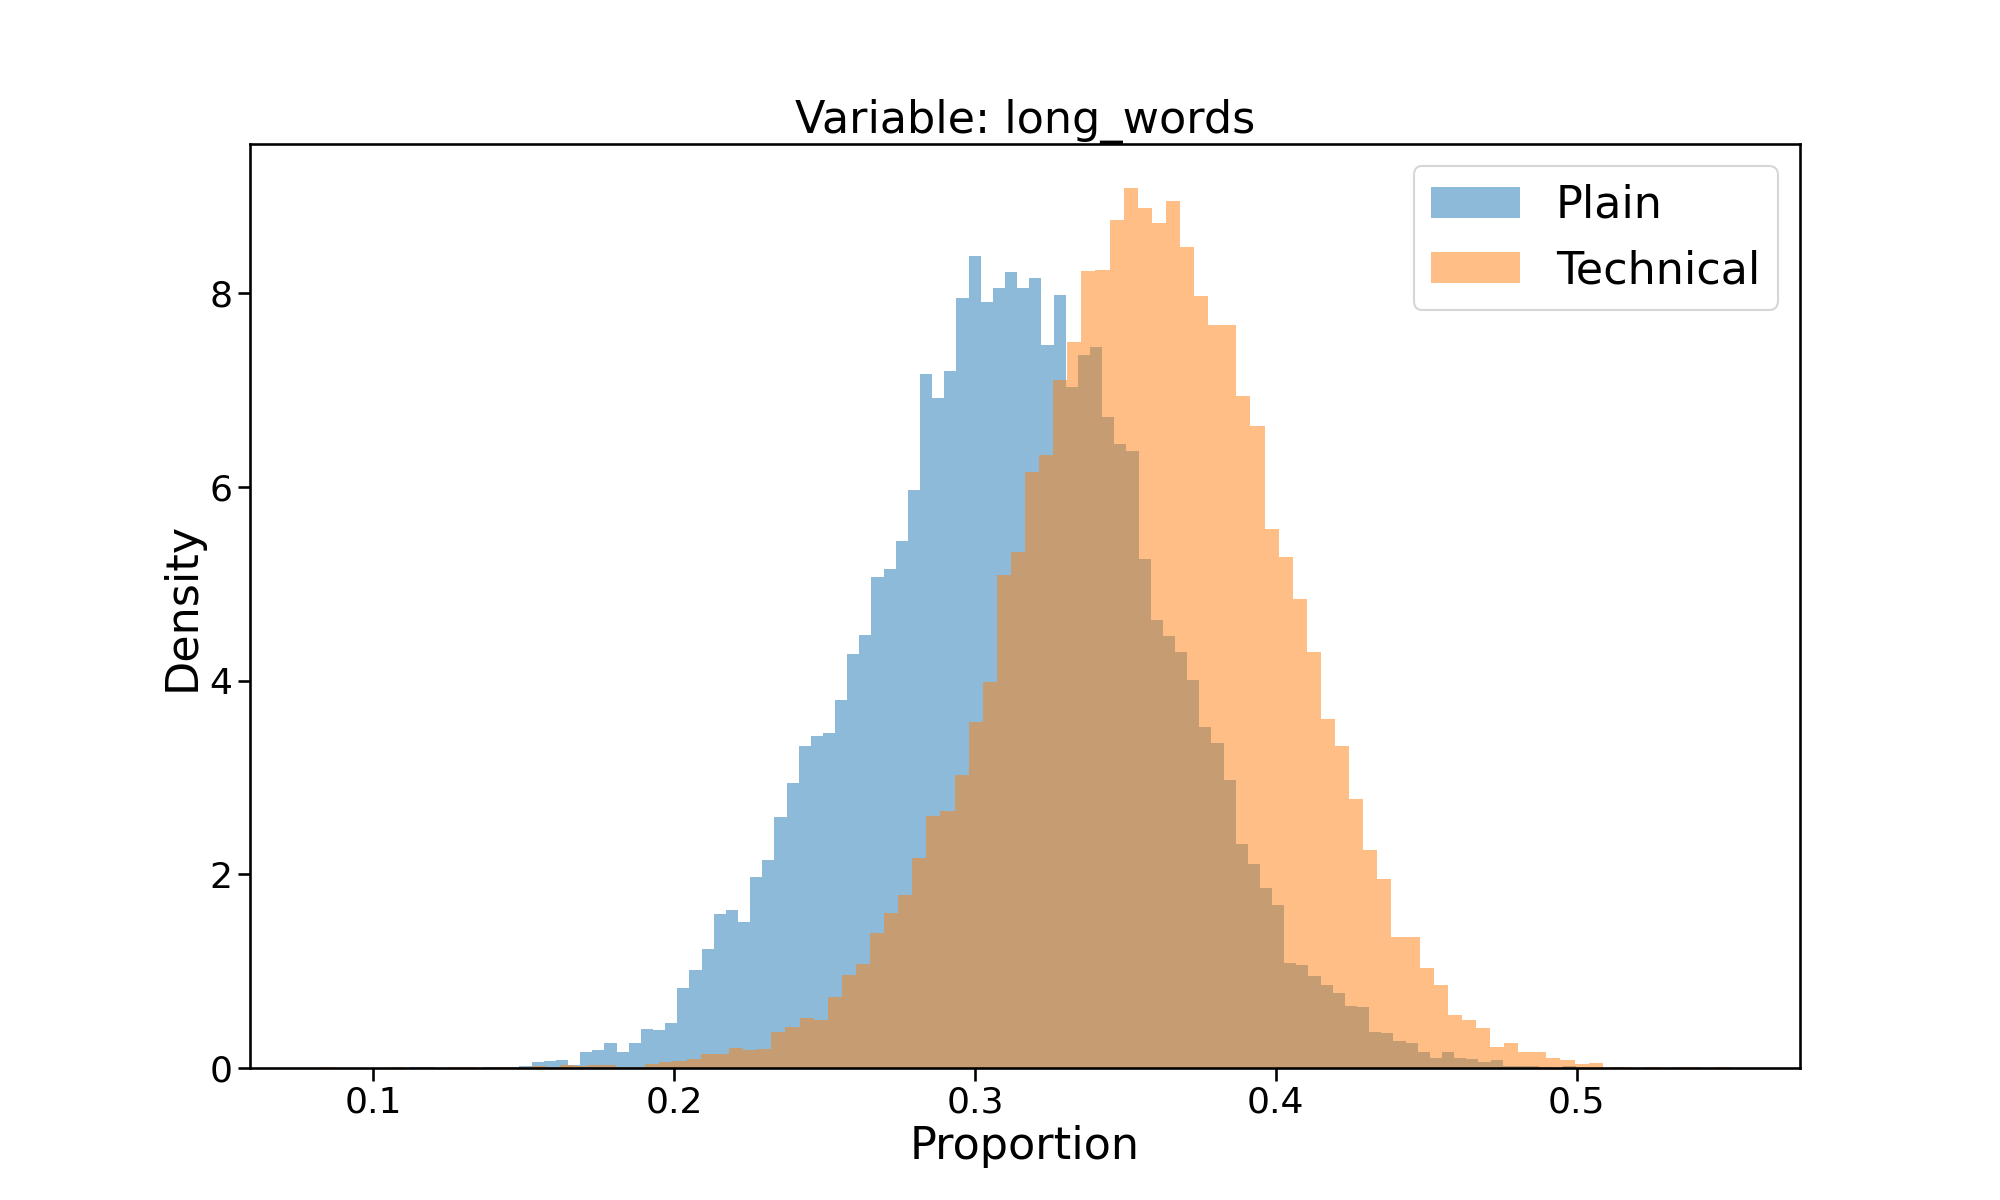 Variable: long_words
Plain
Technical
Density
8
6
4
2
0
0.1 0.2 0.3 0.4 0.5
Proportion